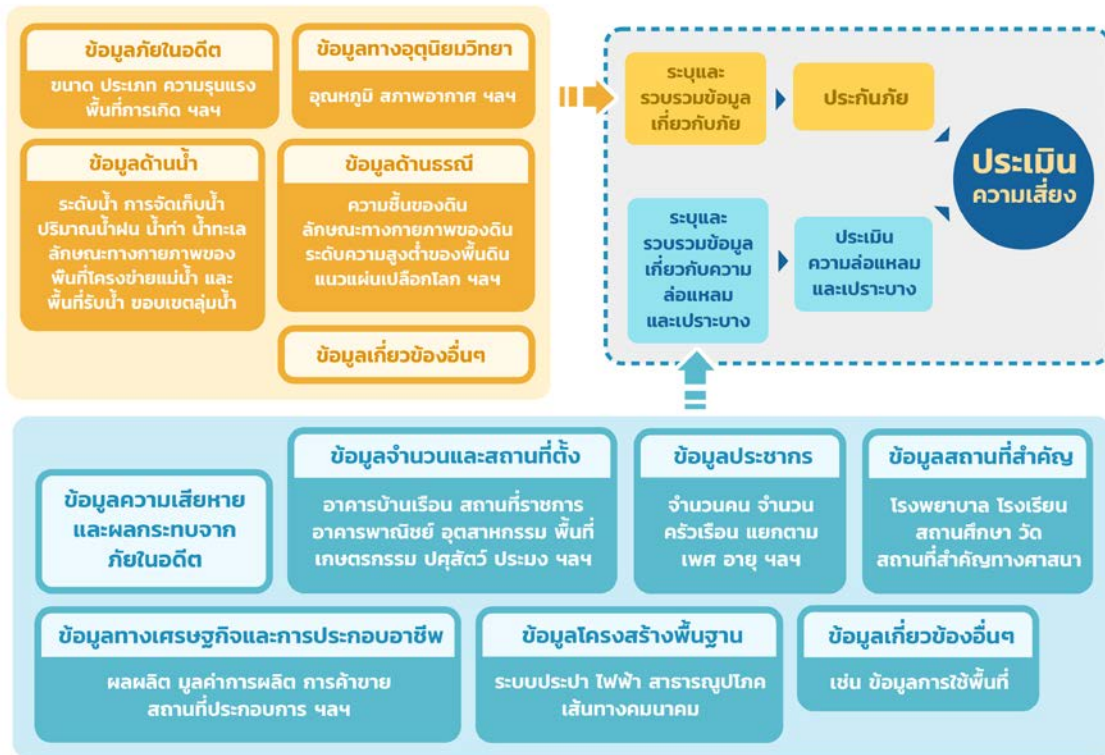 ข้อมูลภัยในอดีต
ขนาด ประเภท ความรุนแรง
พื้นที่การเกิด ฯลฯ
ข้อมูลทางอุตุนิยมวิทยา
อุณหภูมิ สภาพอากาศ ฯลฯ
ข้อมูลด้านน้ำ
ระดับน้ำ การจัดเก็บน้ำ
ปริมาณน้ำฝน น้ำท่า น้ำทะเล
ลักษณะทางกายภาพของ
พื้นที่โครงข่ายแม่น้ำ และ
พื้นที่รับน้ำ ขอบเขตลุ่มน้ำ
ข้อมูลด้านธรณี
ความชื้นของดิน
ลักษณะทางกายภาพของดิน
ระดับความสูงต่ำของพื้นดิน
แนวแผ่นเปลือกโลก ฯลฯ
ข้อมูลเกี่ยวข้องอื่นๆ
ระบุและ
รวบรวมข้อมูล
เกี่ยวกับภัย
ประกันภัย
ระบุและ
รวบรวมข้อมูล
เกี่ยวกับความ
ล่อแหลม
และเปราะบาง
ประเมิน
ความล่อแหลม
และเปราะบาง
ประเมิน
ความเสี่ยง
ข้อมูลความเสียหาย
และผลกระทบจาก
ภัยในอดีต
ข้อมูลจำนวนและสถานที่ตั้ง
อาคารบ้านเรือน สถานที่ราชการ
อาคารพาณิชย์ อุตสาหกรรม พื้นที่
เกษตรกรรม ปศุสัตว์ ประมง ฯลฯ
ข้อมูลประชากร
จำนวนคน จำนวน
ครัวเรือน แยกตาม
เพศ อายุ ฯลฯ
ข้อมูลสถานที่สำคัญ
โรงพยาบาล โรงเรียน
สถานศึกษา วัด
สถานที่สำคัญทางศาสนา
ข้อมูลทางเศรษฐกิจและการประกอบอาชีพ
ผลผลิต มูลค่าการผลิต การค้าขาย
สถานที่ประกอบการ ฯลฯ
ข้อมูลโครงสร้างพื้นฐาน
ระบบประปา ไฟฟ้า สาธารณูปโภค
เส้นทางคมนาคม
ข้อมูลเกี่ยวข้องอื่นๆ
เช่น ข้อมูลการใช้พื้นที่